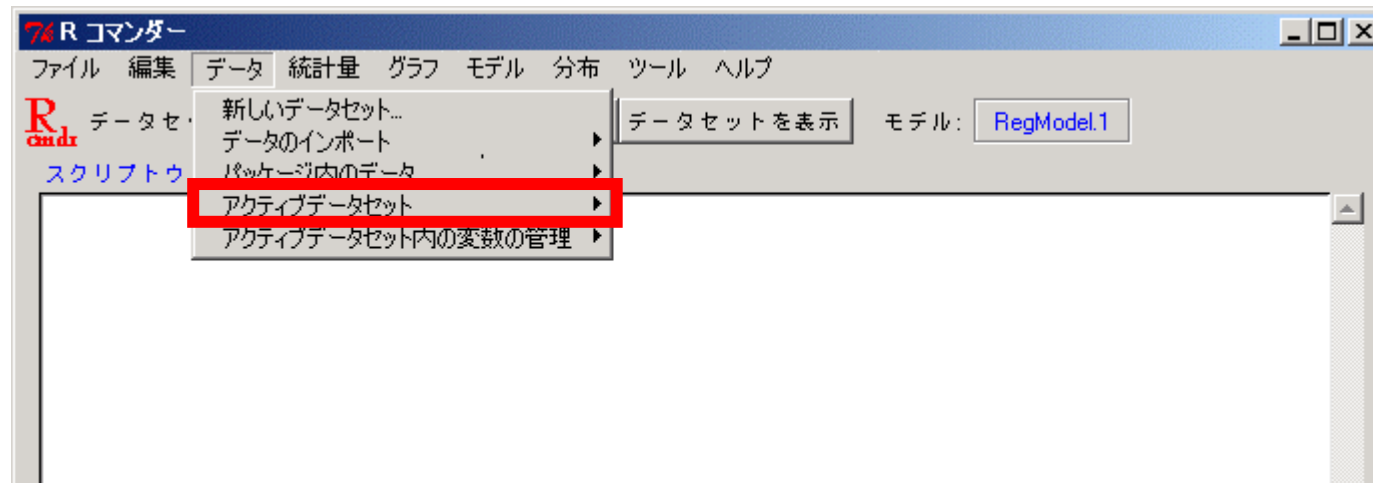 R コマンダー
ファイル 編集 データ 統計量 グラフ モデル 分布 ツール ヘルプ
R cmdr データセ データセットを表示 モデル: RegModel.1
新しいデータセット...
データのインポート
スクリプトウ
パッケージ内のデータ
アクティブデータセット
アクティブデータセット内の変数の管理